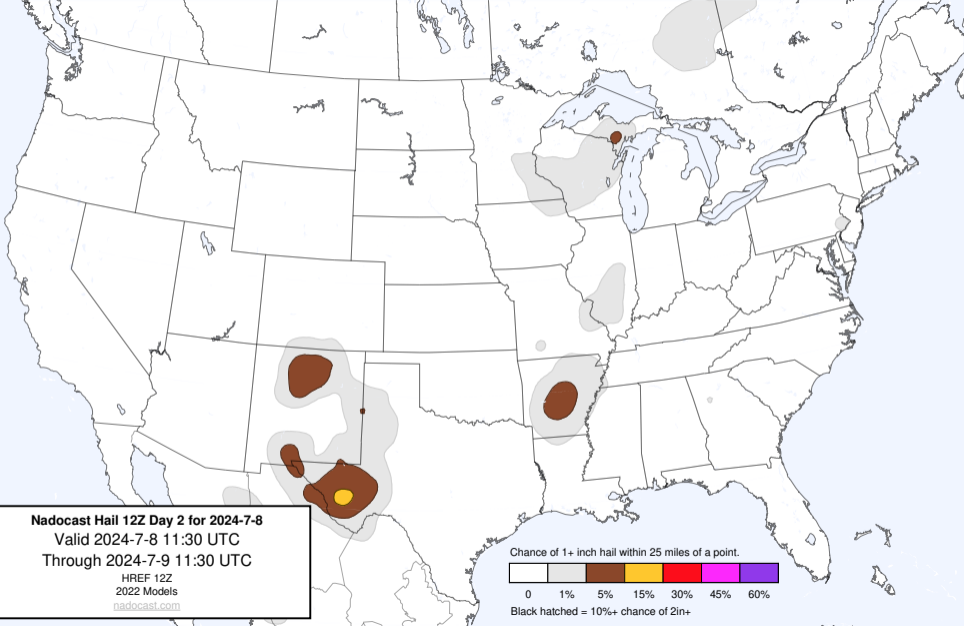 Nadocast Hail 12Z Day 2 for 2024-7-8
Valid 2024-7-8 11:30 UTC
Through 2024-7-9 11:30 UTC
HREF 12Z
2022 Models
nadocast.com
Chance of 1+ inch hail within 25 miles of a point.
0 1% 5% 15% 30% 45% 60%
Black hatched = 10%+ chance of 2in+